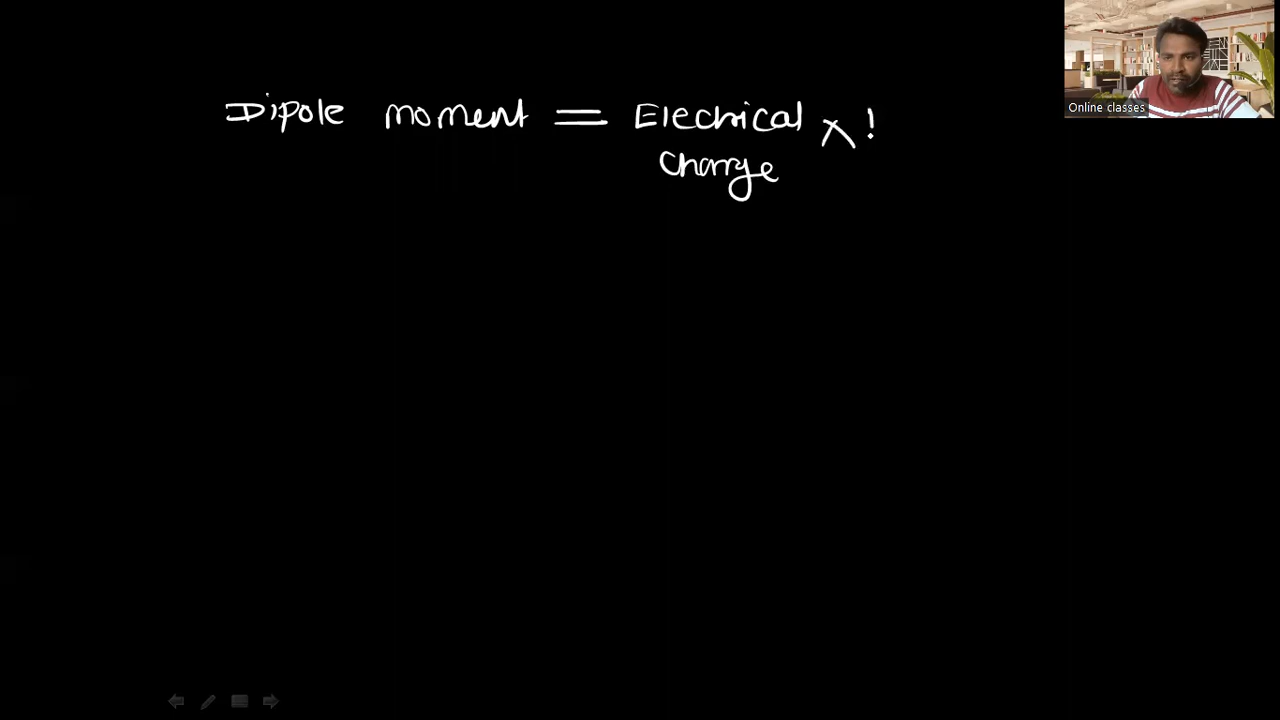 Dipole moment = Electrical x !
charge
Online classes